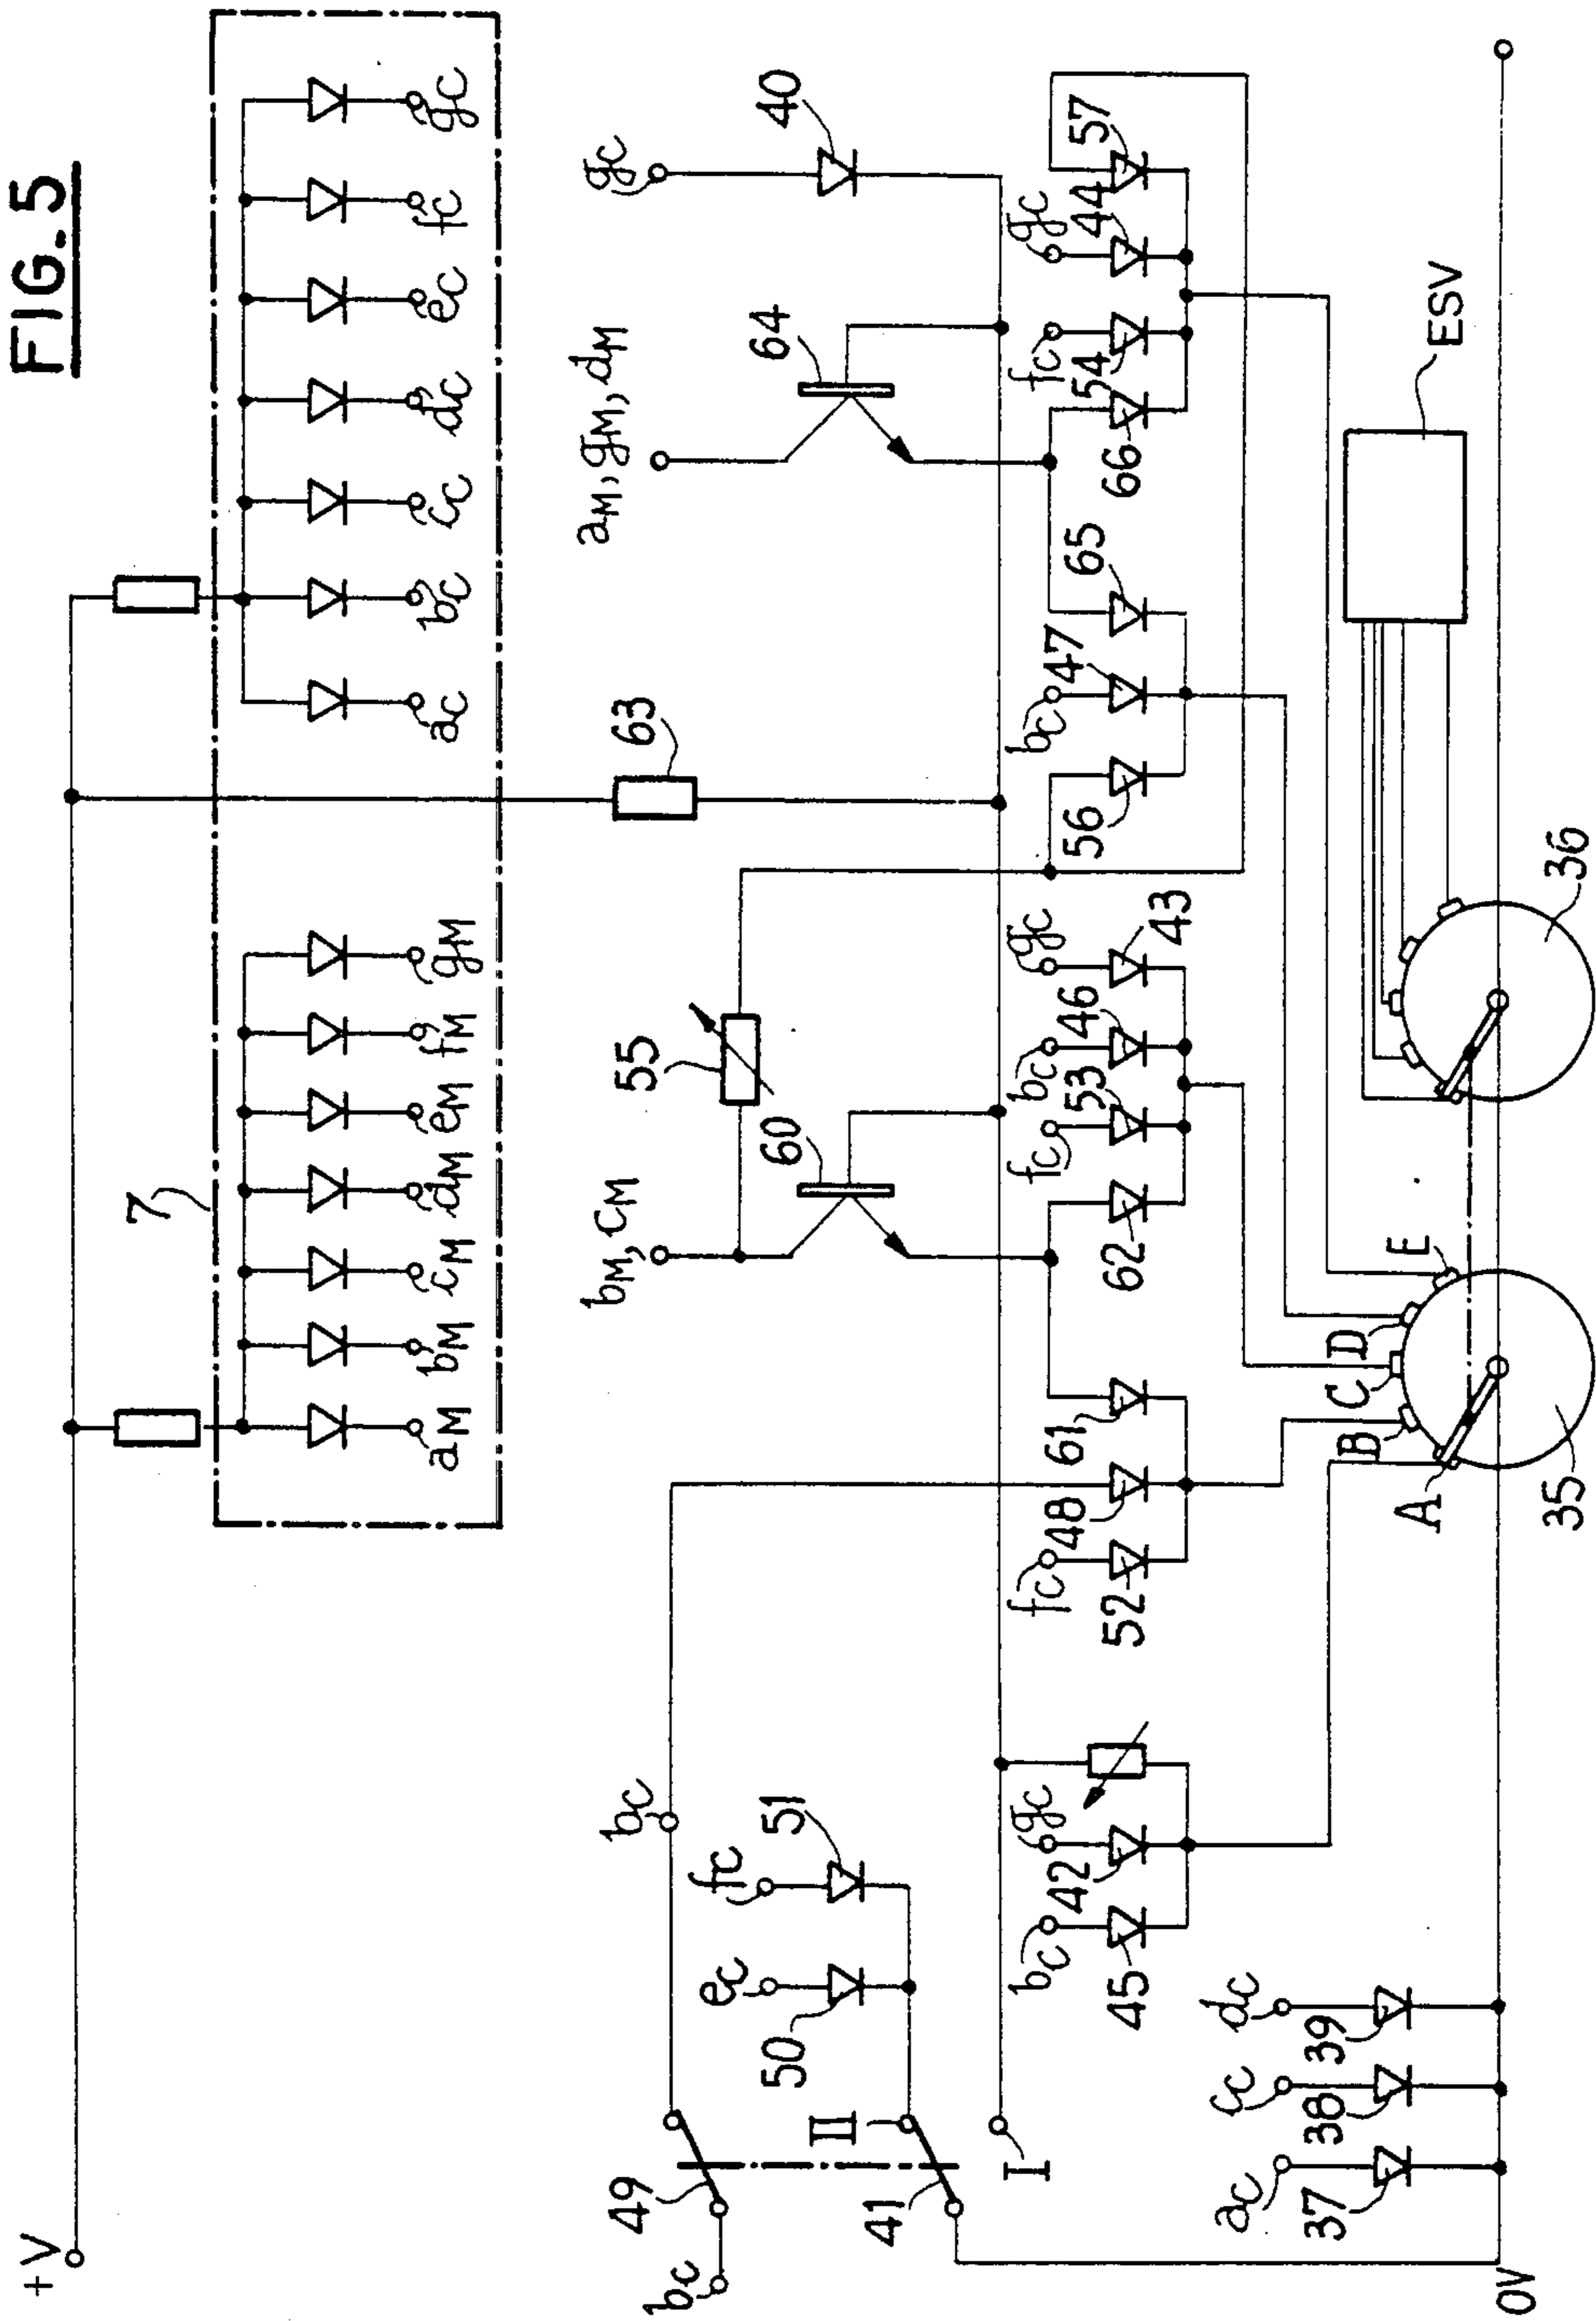 FIG. 5
+V
7
aM
bM
cM
dM
eM
fM
gM
aC
bC
cC
dC
eC
fC
gC
63
bM, cM
55
60
aM, gM, dM
64
gC
40
bC
49
bC
eC
fC
50
51
II
41
I
bC
gC
45
42
fC
52
48
61
62
fC
bC
gC
53
46
43
bC
56
47
65
fC
gC
66
54
44
57
aC
cC
dC
37
38
39
A
B
C
D
E
35
36
ESV
0V